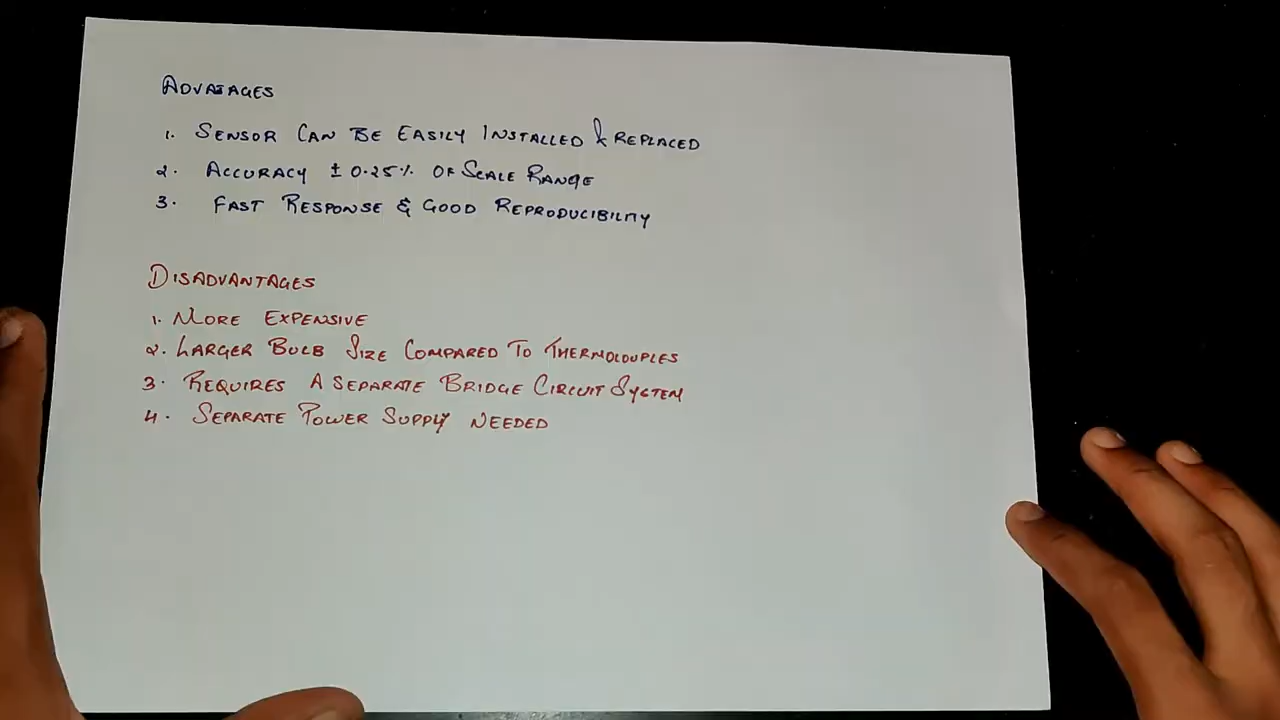 ADVATAGES
1. SENSOR CAN BE EASILY INSTALLED & REPLACED
2. ACCURACY ± 0.25% OF SCALE RANGE
3. FAST RESPONSE & GOOD REPRODUCIBILITY
DISADVANTAGES
1. MORE EXPENSIVE
2. LARGER BULB SIZE COMPARED TO THERMOCOUPLES
3. REQUIRES A SEPARATE BRIDGE CIRCUIT SYSTEM
4. SEPARATE POWER SUPPLY NEEDED